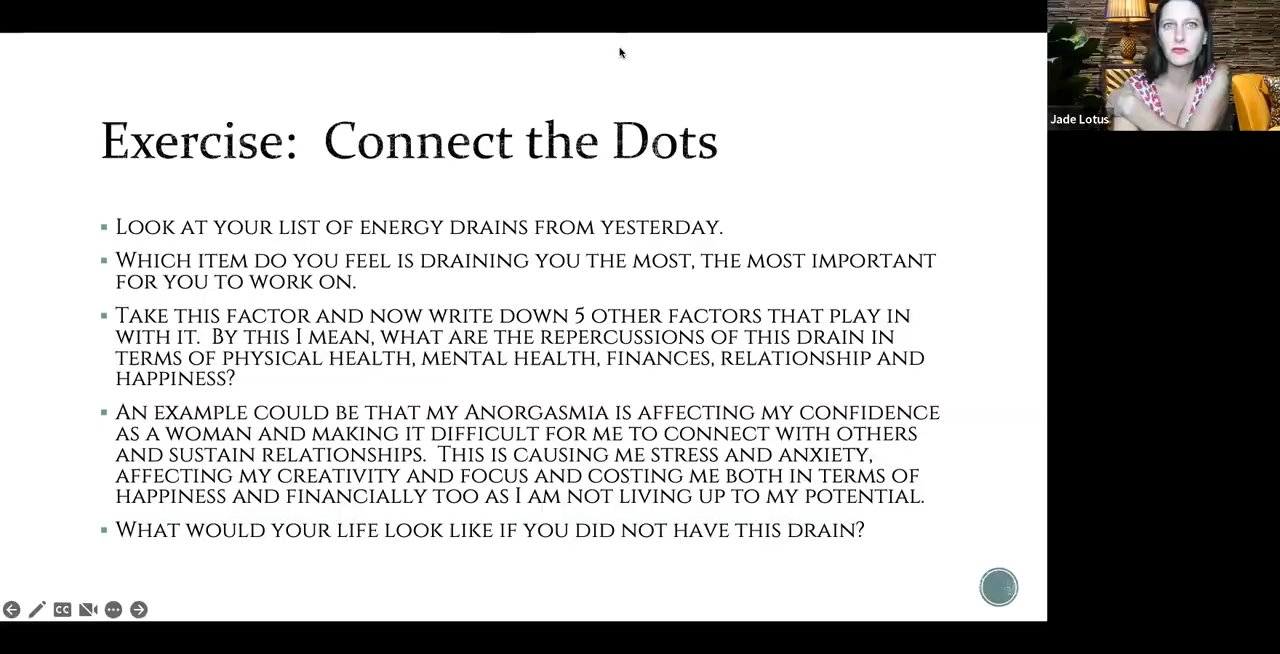 Exercise:  Connect the Dots
Look at your list of energy drains from yesterday.
Which item do you feel is draining you the most, the most important
for you to work on.
Take this factor and now write down 5 other factors that play in
with it.  By this I mean, what are the repercussions of this drain in
terms of physical health, mental health, finances, relationship and
happiness?
An example could be that my Anorgasmia is affecting my confidence
as a woman and making it difficult for me to connect with others
and sustain relationships.  This is causing me stress and anxiety,
affecting my creativity and focus and costing me both in terms of
happiness and financially too as I am not living up to my potential.
What would your life look like if you did not have this drain?
Jade Lotus
CC